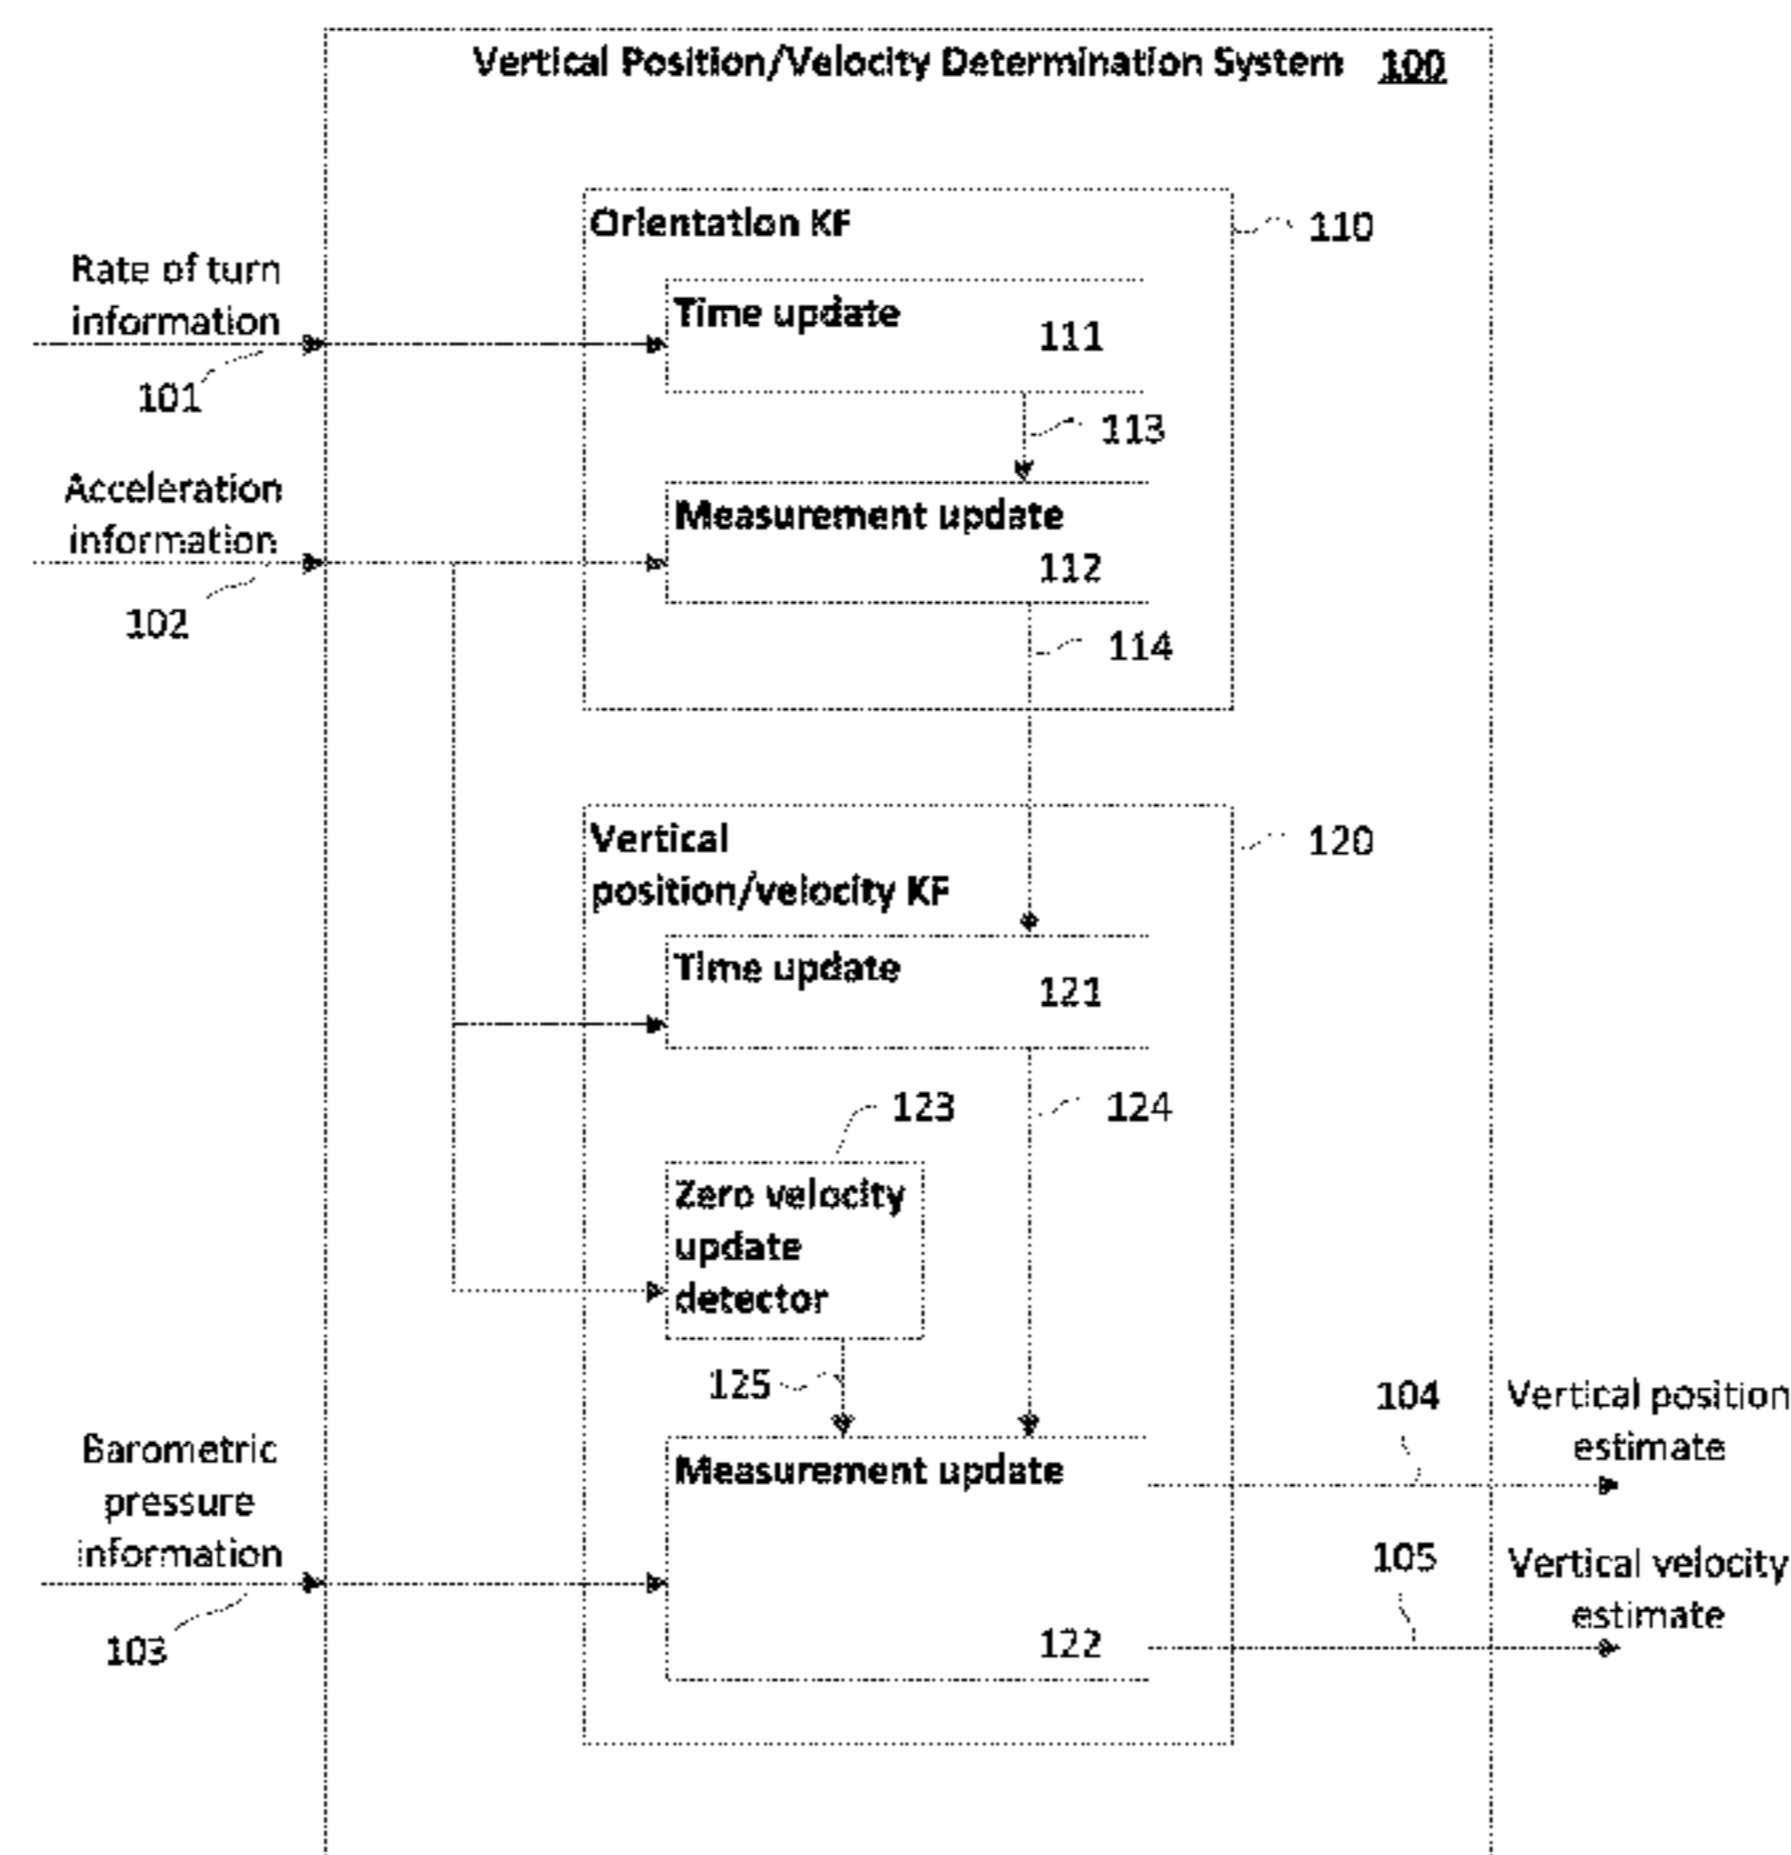 Vertical Position/Velocity Determination System 100
Orientation KF
110
Rate of turn
information
Time update
111
101
113
Acceleration
information
Measurement update
112
102
114
Vertical
position/velocity KF
120
Time update
121
123
124
Zero velocity
update
detector
125
104
Vertical position
estimate
Barometric
pressure
information
Measurement update
105
Vertical velocity
estimate
103
122